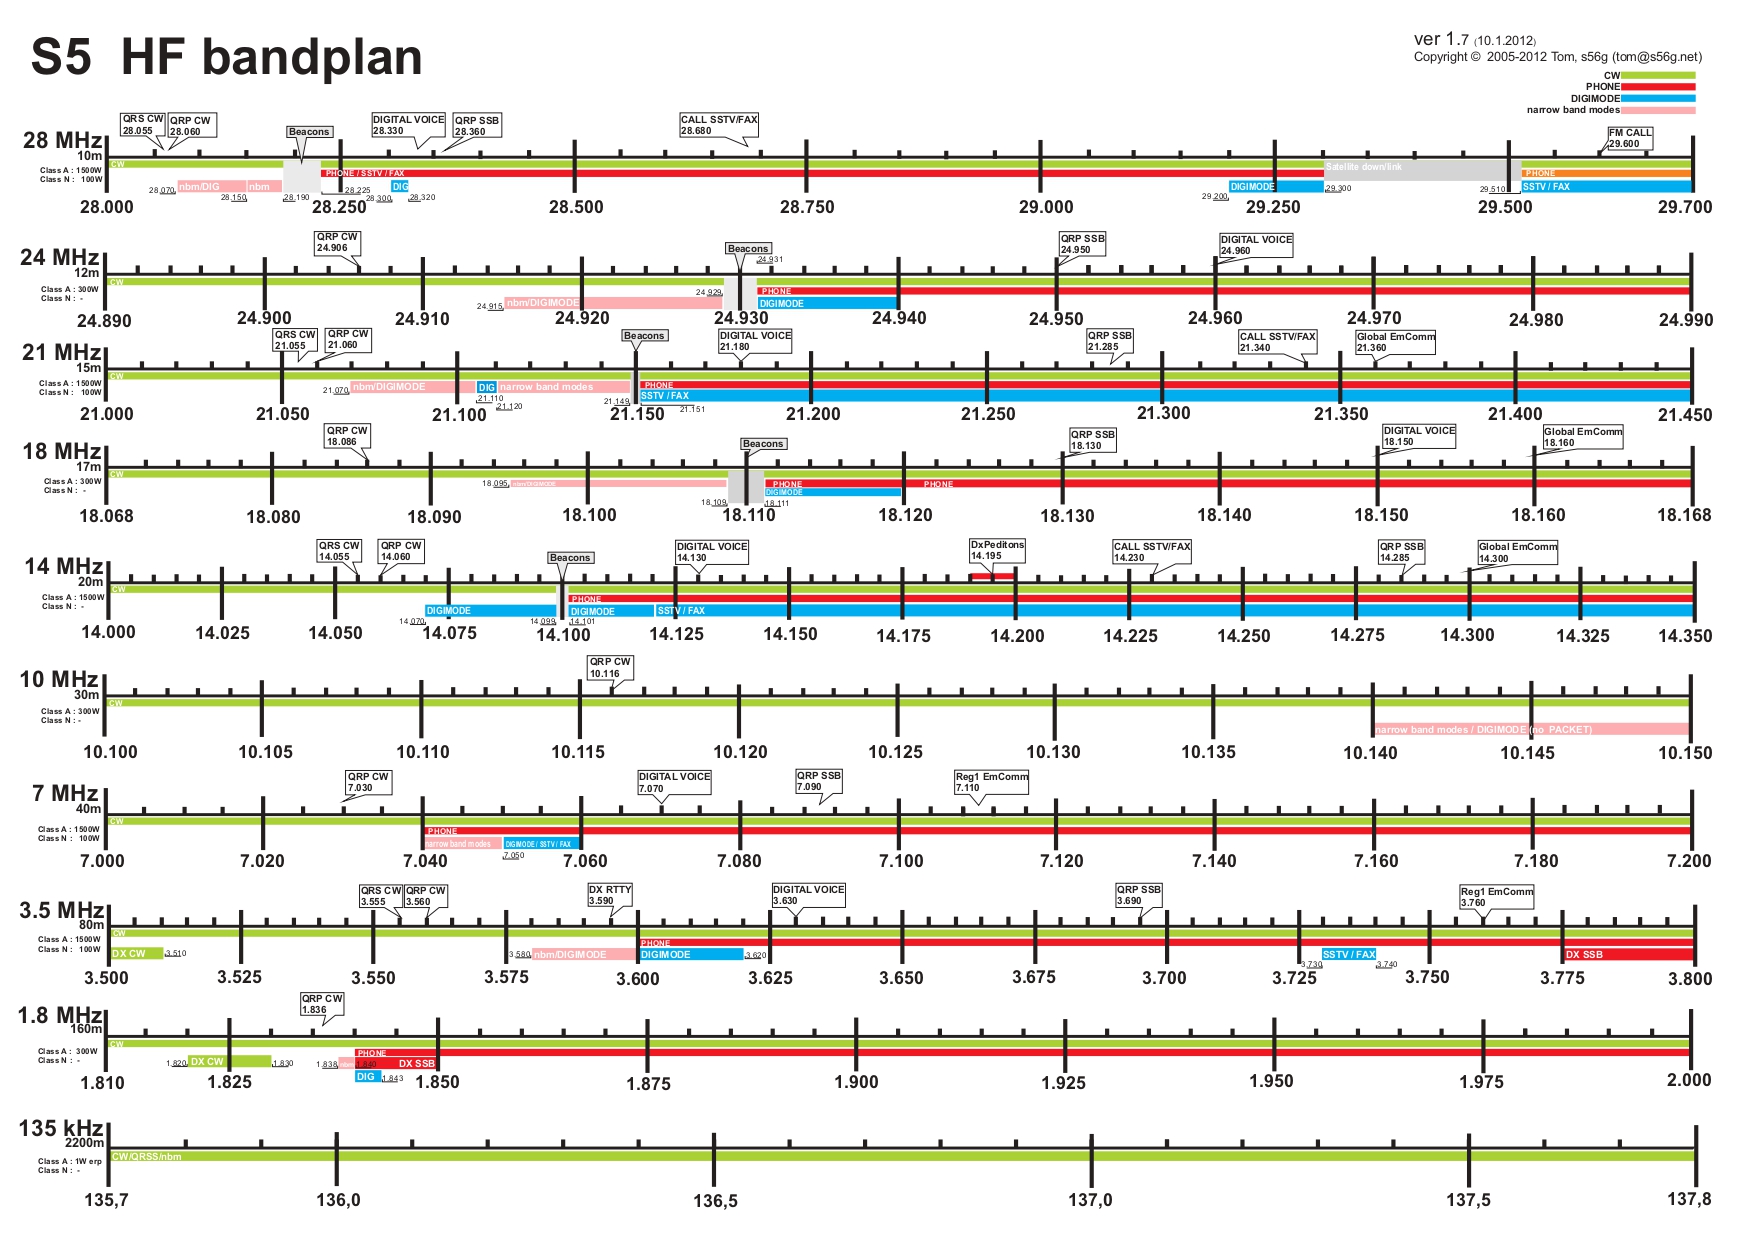 S5 HF bandplan
ver 1.7 (10.1.2012)
Copyright © 2005-2012 Tom, s56g (tom@s56g.net)
CW
PHONE
DIGIMODE
narrow band modes
QRS CW 28.055
QRP CW 28.060
Beacons
DIGITAL VOICE 28.330
QRP SSB 28.360
CALL SSTV/FAX 28.680
FM CALL 29.600
28 MHz
10m
Class A : 1500W
Class N : 100W
CW
PHONE / SSTV / FAX
Satellite down/link
PHONE
nbm/DIG
nbm
DIG
DIGIMODE
SSTV / FAX
28.070 28.150 28.190 28.225 28.300 28.320 29.200 29.300 29.510
28.000 28.250 28.500 28.750 29.000 29.250 29.500 29.700
QRP CW 24.906
Beacons
24.931
QRP SSB 24.950
DIGITAL VOICE 24.960
24 MHz
12m
Class A : 300W
Class N : -
CW
PHONE
24.915 nbm/DIGIMODE 24.929
DIGIMODE
24.890 24.900 24.910 24.920 24.930 24.940 24.950 24.960 24.970 24.980 24.990
QRS CW 21.055
QRP CW 21.060
Beacons
DIGITAL VOICE 21.180
QRP SSB 21.285
CALL SSTV/FAX 21.340
Global EmComm 21.360
21 MHz
15m
Class A : 1500W
Class N : 100W
CW
PHONE
21.070 nbm/DIGIMODE
DIG
narrow band modes
SSTV / FAX
21.110 21.120 21.149 21.151
21.000 21.050 21.100 21.150 21.200 21.250 21.300 21.350 21.400 21.450
QRP CW 18.086
Beacons
QRP SSB 18.130
DIGITAL VOICE 18.150
Global EmComm 18.160
18 MHz
17m
Class A : 300W
Class N : -
CW
PHONE PHONE
18.095 nbm/DIGIMODE
DIGIMODE
18.109 18.111
18.068 18.080 18.090 18.100 18.110 18.120 18.130 18.140 18.150 18.160 18.168
QRS CW 14.055
QRP CW 14.060
Beacons
DIGITAL VOICE 14.130
DxPeditons 14.195
CALL SSTV/FAX 14.230
QRP SSB 14.285
Global EmComm 14.300
14 MHz
20m
Class A : 1500W
Class N : -
CW
PHONE
DIGIMODE
DIGIMODE
SSTV / FAX
14.070 14.099 14.101
14.000 14.025 14.050 14.075 14.100 14.125 14.150 14.175 14.200 14.225 14.250 14.275 14.300 14.325 14.350
QRP CW 10.116
10 MHz
30m
Class A : 300W
Class N : -
CW
narrow band modes / DIGIMODE (no PACKET)
10.100 10.105 10.110 10.115 10.120 10.125 10.130 10.135 10.140 10.145 10.150
QRP CW 7.030
DIGITAL VOICE 7.070
QRP SSB 7.090
Reg1 EmComm 7.110
7 MHz
40m
Class A : 1500W
Class N : 100W
CW
PHONE
narrow band modes
DIGIMODE / SSTV / FAX
7.050
7.000 7.020 7.040 7.060 7.080 7.100 7.120 7.140 7.160 7.180 7.200
QRS CW 3.555
QRP CW 3.560
DX RTTY 3.590
DIGITAL VOICE 3.630
QRP SSB 3.690
Reg1 EmComm 3.760
3.5 MHz
80m
Class A : 1500W
Class N : 100W
CW
PHONE
DX CW 3.510
3.580 nbm/DIGIMODE
DIGIMODE 3.620
3.730 SSTV / FAX 3.740
DX SSB
3.500 3.525 3.550 3.575 3.600 3.625 3.650 3.675 3.700 3.725 3.750 3.775 3.800
QRP CW 1.836
1.8 MHz
160m
Class A : 300W
Class N : -
CW
PHONE
1.820 DX CW 1.830
1.838 1.840 DX SSB
DIG 1.843
1.810 1.825 1.850 1.875 1.900 1.925 1.950 1.975 2.000
135 kHz
2200m
Class A : 1W erp
Class N : -
CW/QRSS/nbm
135,7 136,0 136,5 137,0 137,5 137,8